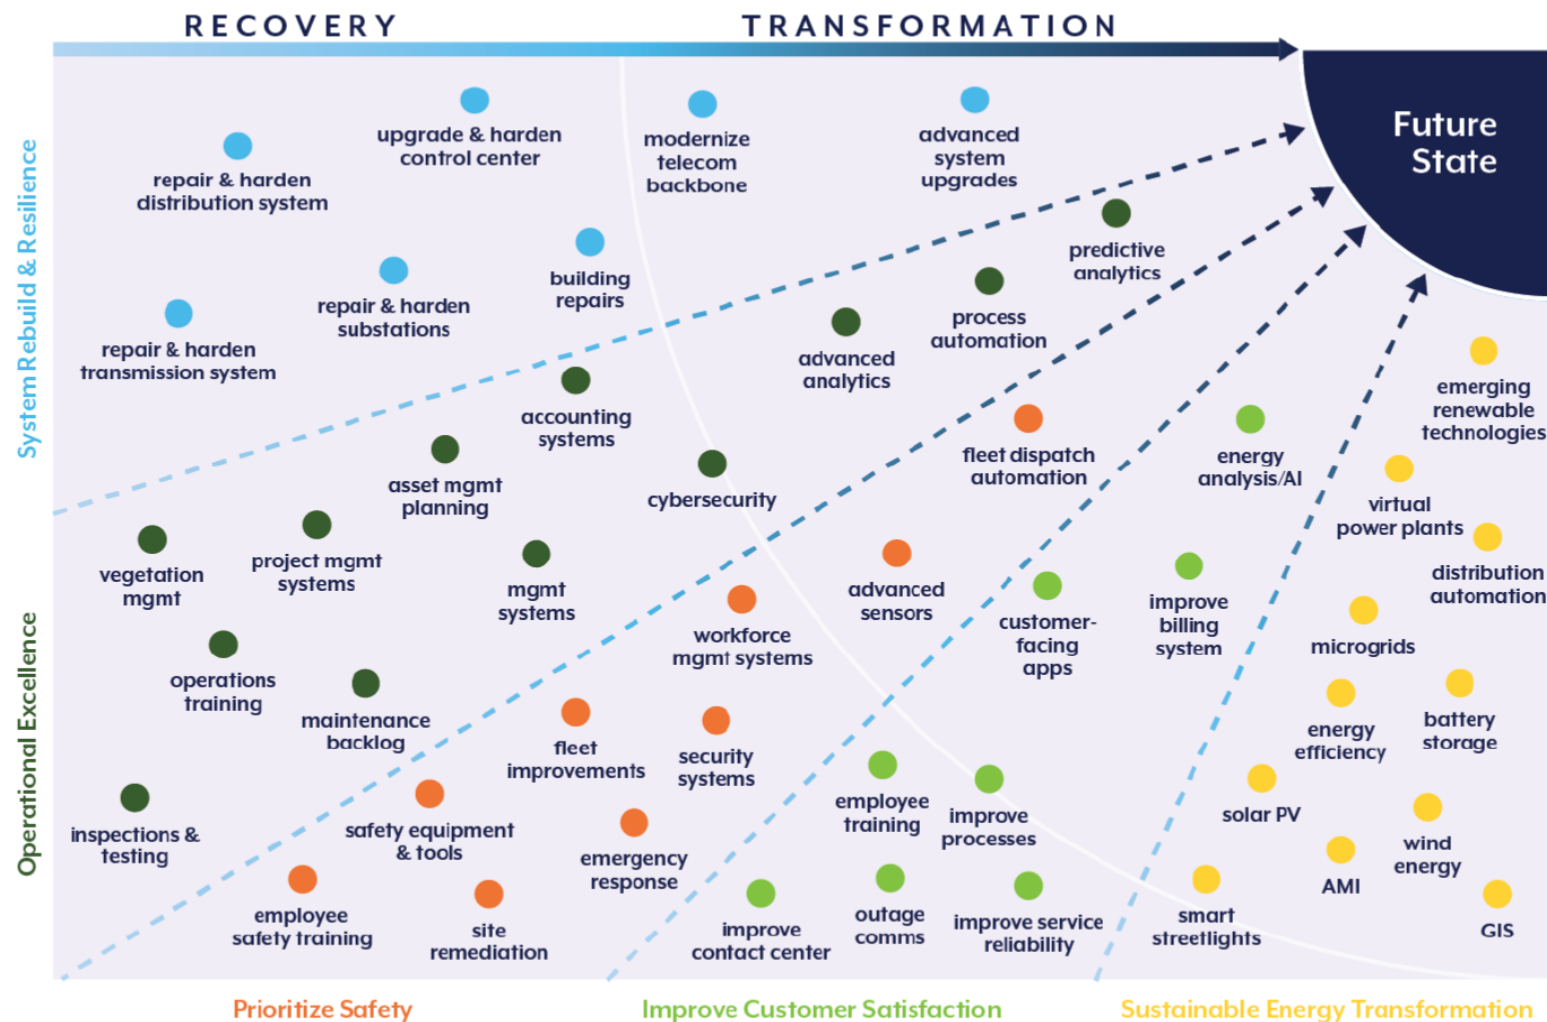 RECOVERY
TRANSFORMATION
Future
State
System Rebuild & Resilience
upgrade & harden
control center
repair & harden
distribution system
modernize
telecom
backbone
advanced
system
upgrades
building
repairs
repair & harden
substations
repair & harden
transmission system
predictive
analytics
process
automation
advanced
analytics
accounting
systems
asset mgmt
planning
cybersecurity
vegetation
mgmt
project mgmt
systems
mgmt
systems
operations
training
maintenance
backlog
inspections &
testing
Operational Excellence
fleet dispatch
automation
advanced
sensors
workforce
mgmt systems
fleet
improvements
security
systems
safety equipment
& tools
emergency
response
employee
safety training
site
remediation
energy
analysis/AI
customer-
facing
apps
improve
billing
system
employee
training
improve
processes
improve
contact center
outage
comms
improve service
reliability
emerging
renewable
technologies
virtual
power plants
distribution
automation
microgrids
energy
efficiency
battery
storage
solar PV
wind
energy
AMI
smart
streetlights
GIS
Prioritize Safety
Improve Customer Satisfaction
Sustainable Energy Transformation